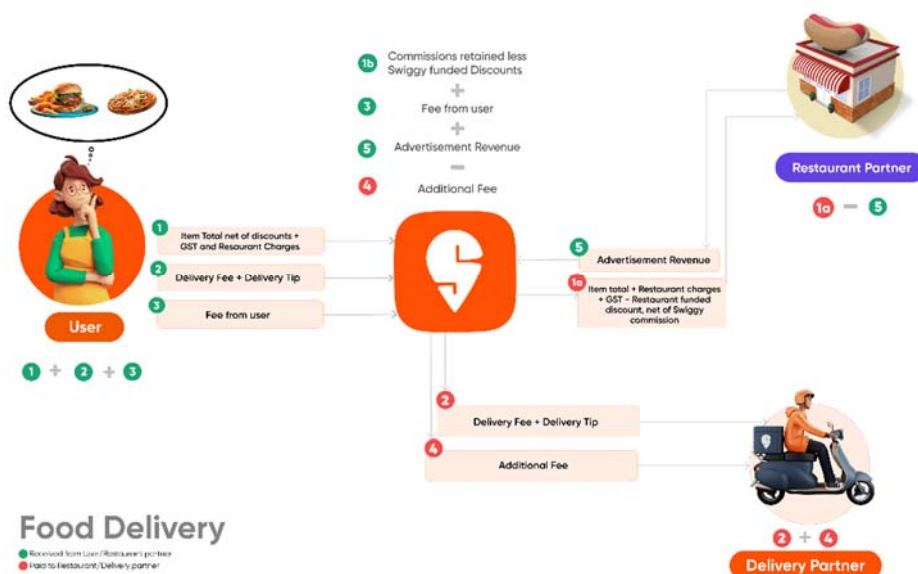 1b Commissions retained less
Swiggy funded Discounts
+
3 Fee from user
+
5 Advertisement Revenue
−
4 Additional Fee
Restaurant Partner
1a − 5
1 Item Total net of discounts +
GST and Resaurant Charges
2 Delivery Fee + Delivery Tip
3 Fee from user
User
1 + 2 + 3
5 Advertisement Revenue
1a Item total + Restaurant charges
+ GST - Restaurant funded
discount, net of Swiggy
commission
2 Delivery Fee + Delivery Tip
4 Additional Fee
2 + 4
Delivery Partner
Food Delivery
Received from User/Restaurant partner
Paid to Restaurant/Delivery partner